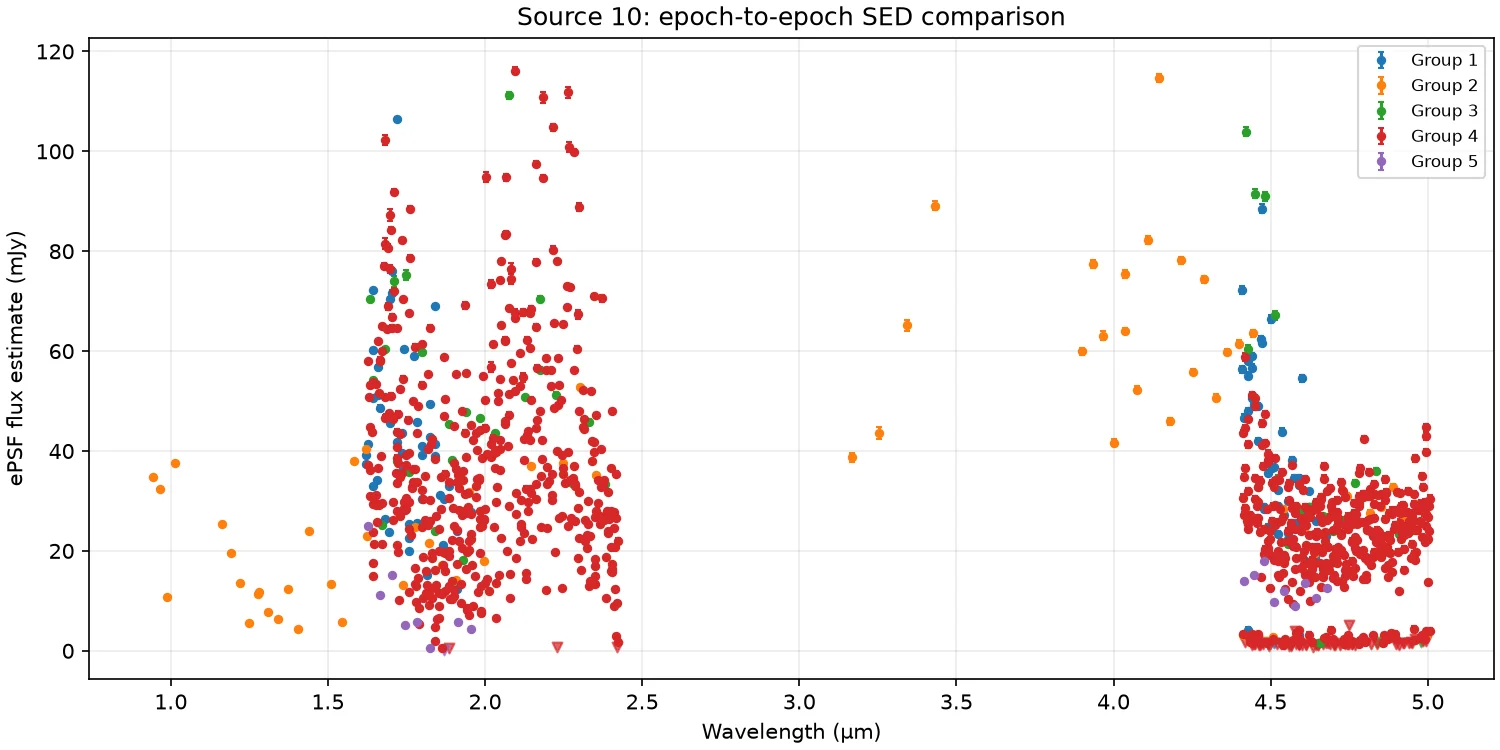 Source 10: epoch-to-epoch SED comparison
ePSF flux estimate (mJy)
120
100
80
60
40
20
0
1.0 1.5 2.0 2.5 3.0 3.5 4.0 4.5 5.0
Wavelength (µm)
Group 1
Group 2
Group 3
Group 4
Group 5